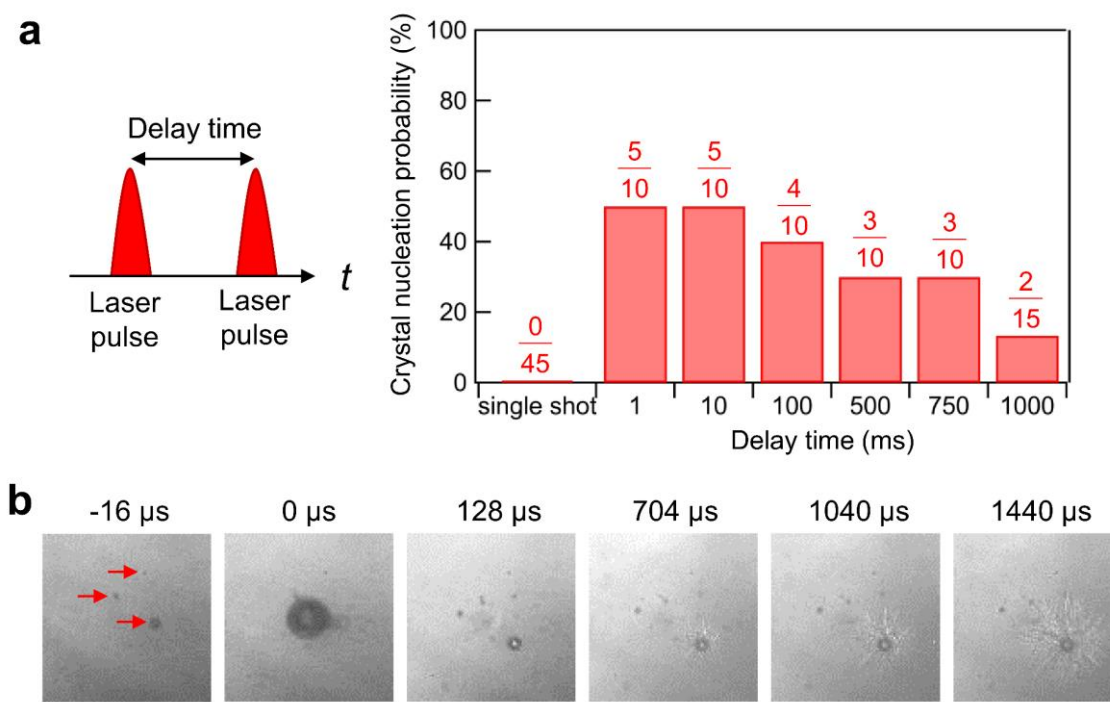 a
Delay time
t
Laser
pulse
Laser
pulse
Crystal nucleation probability (%)
100
80
60
40
20
0
0
45
5
10
5
10
4
10
3
10
3
10
2
15
single shot
1
10
100
500
750
1000
Delay time (ms)
b
-16 µs
0 µs
128 µs
704 µs
1040 µs
1440 µs